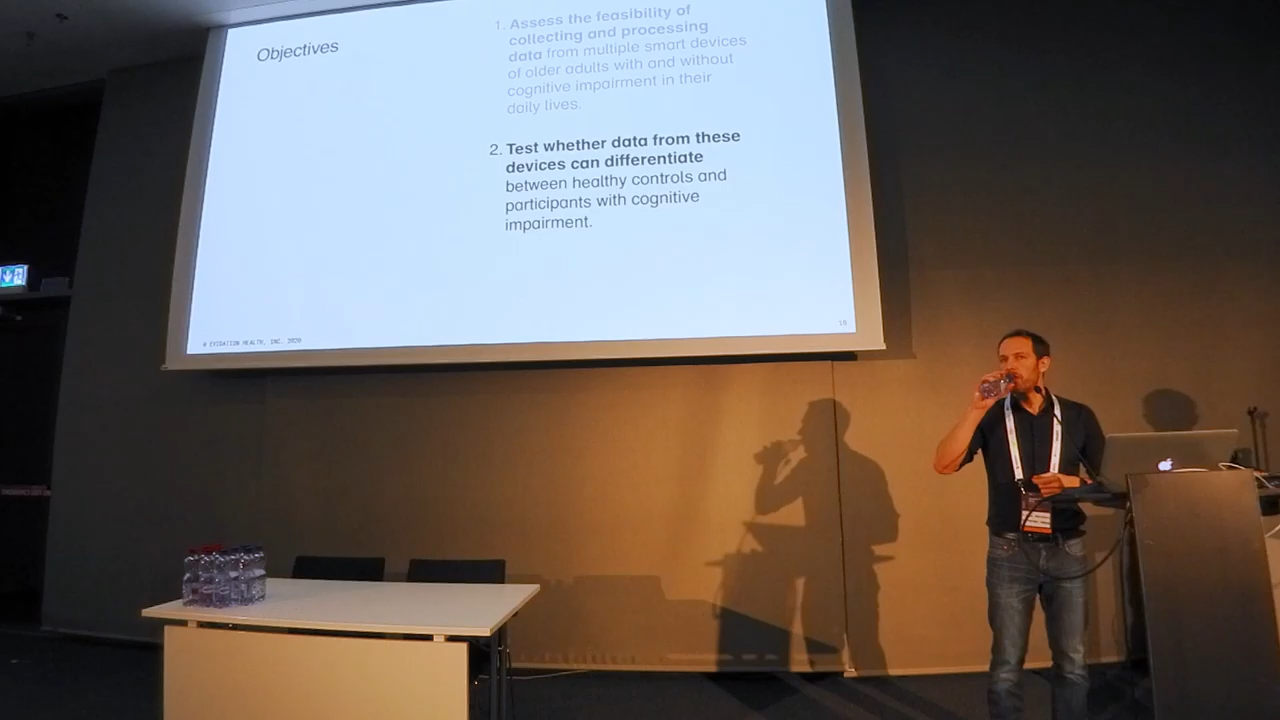 Objectives
1. Assess the feasibility of
collecting and processing
data from multiple smart devices
of older adults with and without
cognitive impairment in their
daily lives.
2. Test whether data from these
devices can differentiate
between healthy controls and
participants with cognitive
impairment.
© EVIDATION HEALTH, INC. 2020